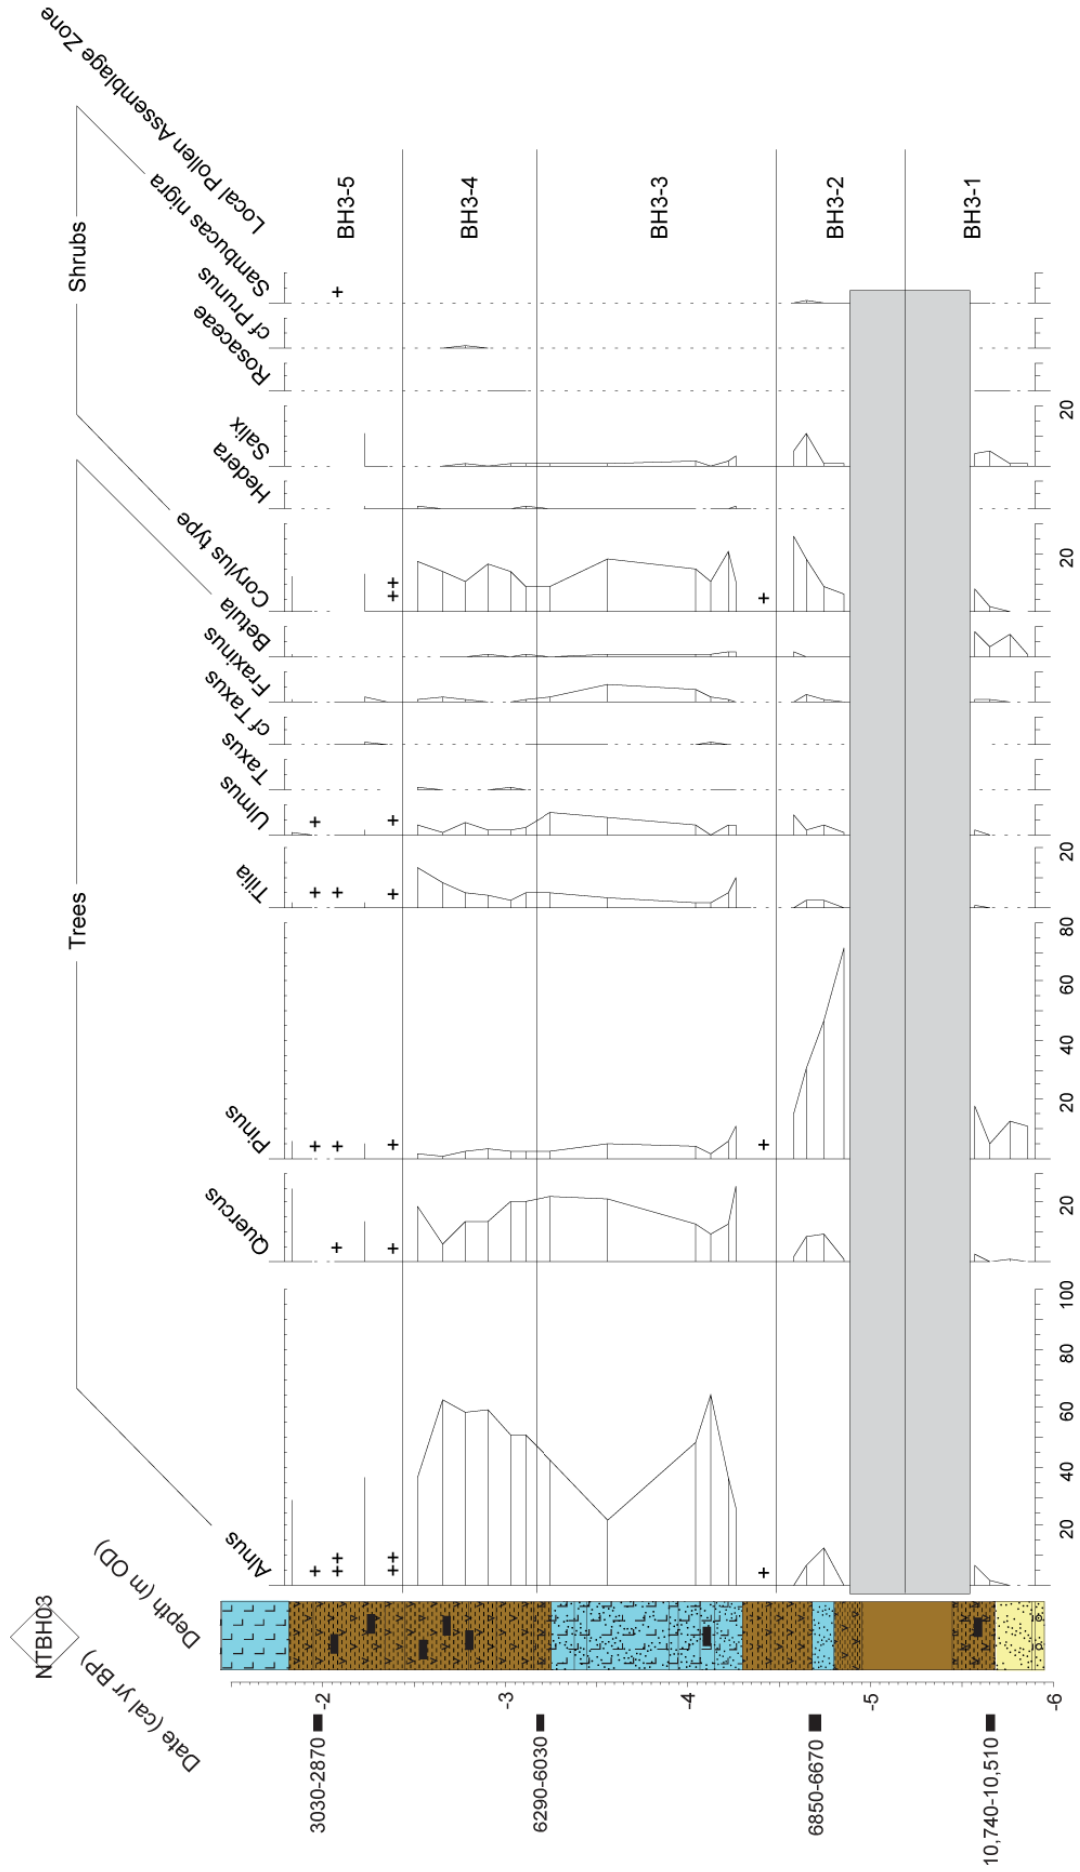 NTBH03
Date (cal yr BP)
Depth (m OD)
Trees
Shrubs
Alnus
Quercus
Pinus
Tilia
Ulmus
Taxus
cf Taxus
Fraxinus
Betula
Corylus type
Hedera
Salix
Rosaceae
cf Prunus
Sambucas nigra
Local Pollen Assemblage Zone
3030-2870
6290-6030
6850-6670
10,740-10,510
-2
-3
-4
-5
-6
+ + + + + + + + + + + + + + + + + + + + + +
BH3-5
BH3-4
BH3-3
BH3-2
BH3-1
20 40 60 80 100
20
20 40 60 80
20
20
20